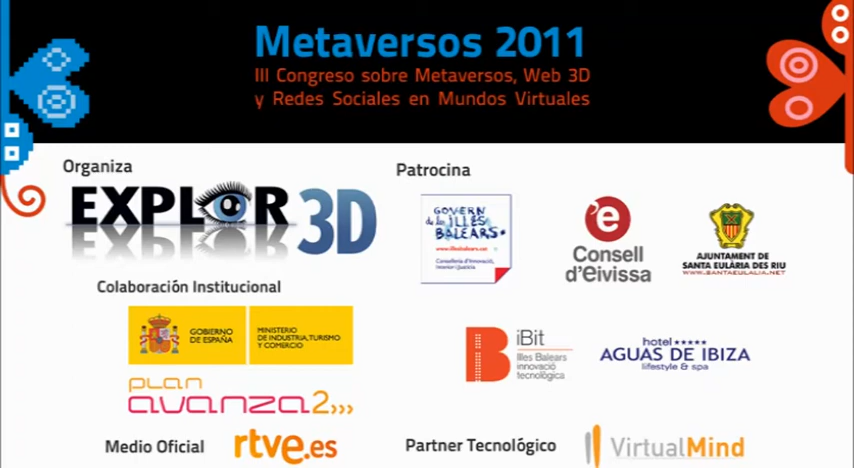 Metaversos 2011
III Congreso sobre Metaversos, Web 3D
y Redes Sociales en Mundos Virtuales
Organiza
EXPLOR 3D
Patrocina
GOVERN
de les ILLES
BALEARS
www.illesbalears.cat
Conselleria d'Innovació,
Interior i Justícia
Consell
d'Eivissa
AJUNTAMENT DE
SANTA EULÀRIA DES RIU
WWW.SANTAEULALIA.NET
Colaboración Institucional
GOBIERNO
DE ESPAÑA
MINISTERIO
DE INDUSTRIA, TURISMO
Y COMERCIO
plan
avanza2»›
iBit
Illes Balears
innovació
tecnològica
hotel★★★★★
AGUAS DE IBIZA
lifestyle & spa
Medio Oficial
rtve.es
Partner Tecnológico
VirtualMind